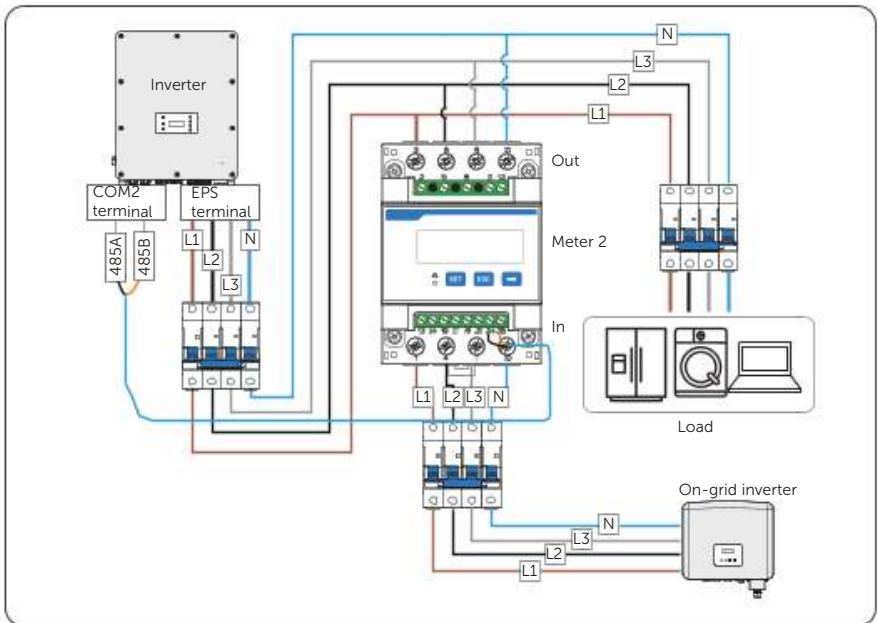 N
L3
L2
L1
Inverter
COM2
terminal
EPS
terminal
485A
485B
L1
L2
L3
N
Out
Meter 2
SET
ESC
In
L1
L2
L3
N
Load
On-grid inverter
N
L3
L2
L1